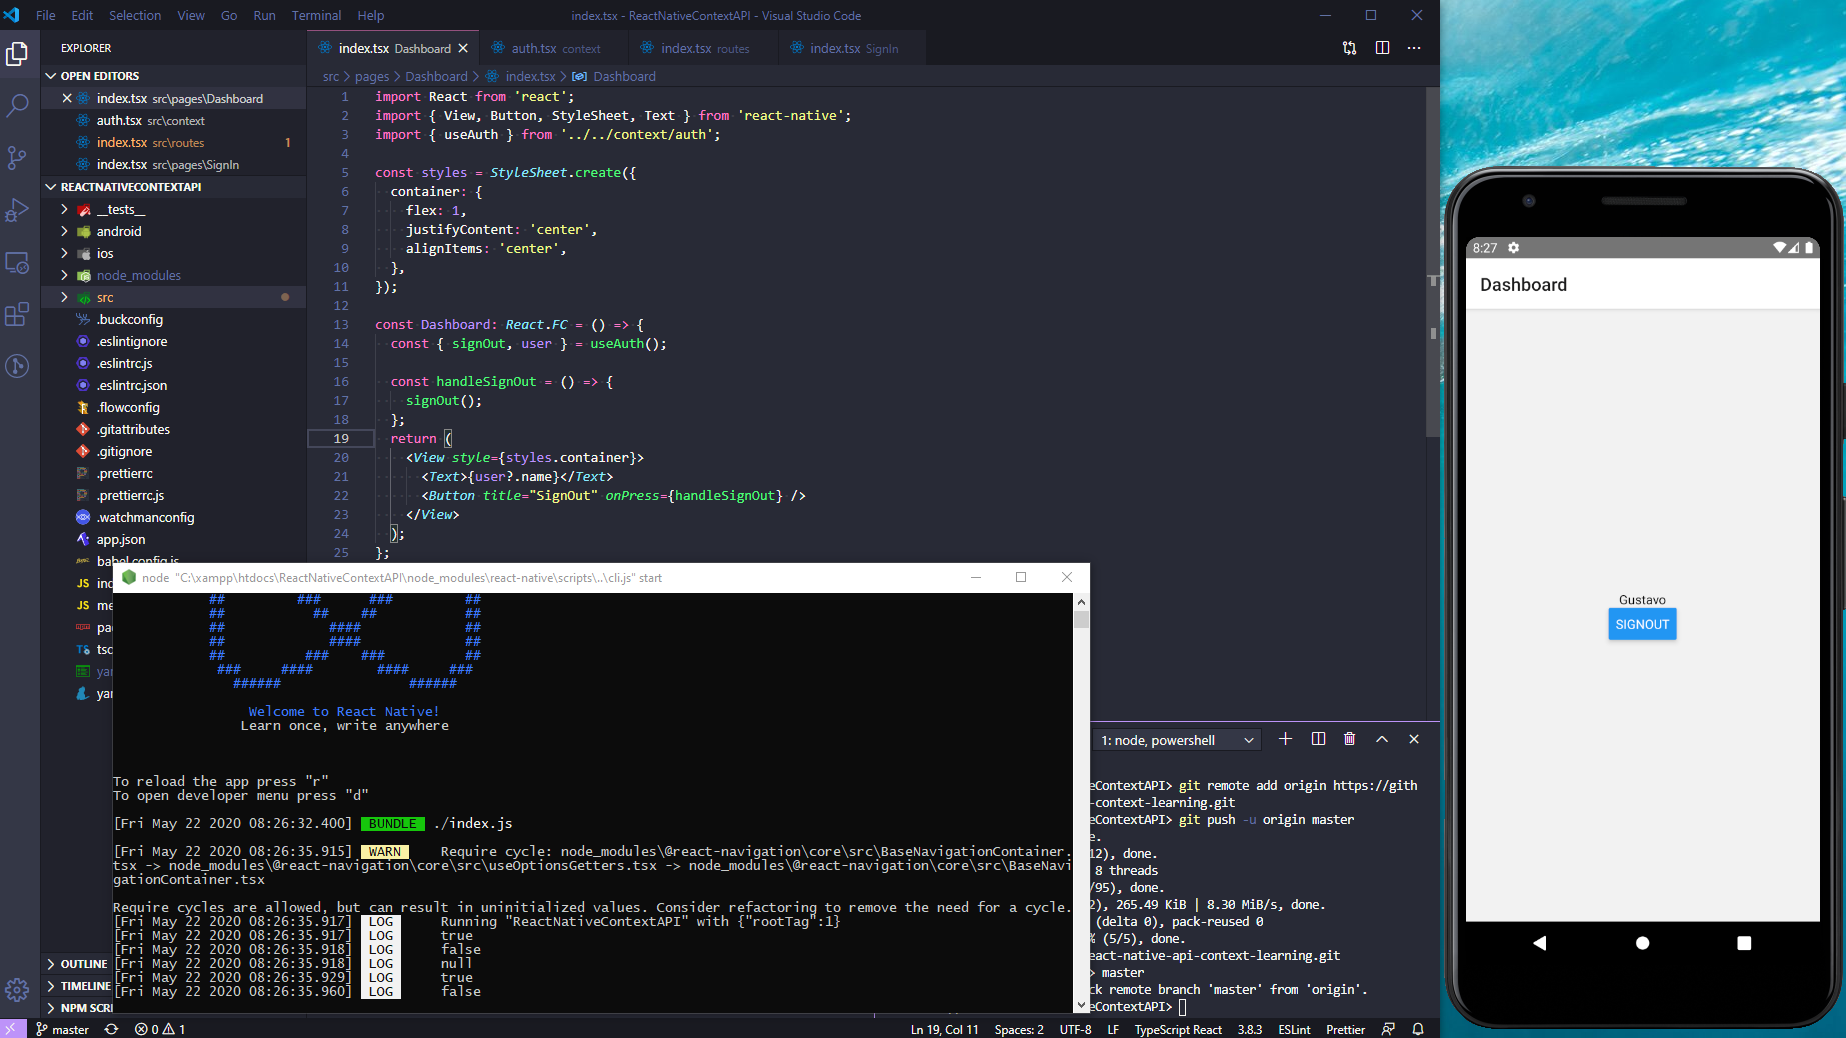 File Edit Selection View Go Run Terminal Help
index.tsx - ReactNativeContextAPI - Visual Studio Code
EXPLORER
OPEN EDITORS
index.tsx src\pages\Dashboard
auth.tsx src\context
index.tsx src\routes 1
index.tsx src\pages\SignIn
REACTNATIVECONTEXTAPI
__tests__
android
ios
node_modules
src
.buckconfig
.eslintignore
.eslintrc.js
.eslintrc.json
.flowconfig
.gitattributes
.gitignore
.prettierrc
.prettierrc.js
.watchmanconfig
app.json
babel.config.js
JS inc
JS me
pac
TS tsc
yar
yar
OUTLINE
TIMELINE
NPM SCRI
index.tsx Dashboard auth.tsx context index.tsx routes index.tsx SignIn
src > pages > Dashboard > index.tsx > Dashboard
1 import React from 'react';
2 import { View, Button, StyleSheet, Text } from 'react-native';
3 import { useAuth } from '../../context/auth';
4
5 const styles = StyleSheet.create({
6 container: {
7 flex: 1,
8 justifyContent: 'center',
9 alignItems: 'center',
10 },
11 });
12
13 const Dashboard: React.FC = () => {
14 const { signOut, user } = useAuth();
15
16 const handleSignOut = () => {
17 signOut();
18 };
19 return (
20 <View style={styles.container}>
21 <Text>{user?.name}</Text>
22 <Button title="SignOut" onPress={handleSignOut} />
23 </View>
24 );
25 };
node "C:\xampp\htdocs\ReactNativeContextAPI\node_modules\react-native\scripts\..\cli.js" start
## ### ### ##
## ## ## ##
## #### ##
## #### ##
## ### ### ##
### #### #### ###
###### ######
Welcome to React Native!
Learn once, write anywhere
To reload the app press "r"
To open developer menu press "d"
[Fri May 22 2020 08:26:32.400] BUNDLE ./index.js
[Fri May 22 2020 08:26:35.915] WARN Require cycle: node_modules\@react-navigation\core\src\BaseNavigationContainer.
tsx -> node_modules\@react-navigation\core\src\useOptionsGetters.tsx -> node_modules\@react-navigation\core\src\BaseNavi
gationContainer.tsx
Require cycles are allowed, but can result in uninitialized values. Consider refactoring to remove the need for a cycle.
[Fri May 22 2020 08:26:35.917] LOG Running "ReactNativeContextAPI" with {"rootTag":1}
[Fri May 22 2020 08:26:35.917] LOG true
[Fri May 22 2020 08:26:35.918] LOG false
[Fri May 22 2020 08:26:35.918] LOG null
[Fri May 22 2020 08:26:35.929] LOG true
[Fri May 22 2020 08:26:35.960] LOG false
1: node, powershell
eContextAPI> git remote add origin https://gith
-context-learning.git
eContextAPI> git push -u origin master
e.
12), done.
8 threads
/95), done.
2), 265.49 KiB | 8.30 MiB/s, done.
(delta 0), pack-reused 0
% (5/5), done.
eact-native-api-context-learning.git
> master
ck remote branch 'master' from 'origin'.
eContextAPI>
master 0 1 Ln 19, Col 11 Spaces: 2 UTF-8 LF TypeScript React 3.8.3 ESLint Prettier
8:27
Dashboard
Gustavo
SIGNOUT